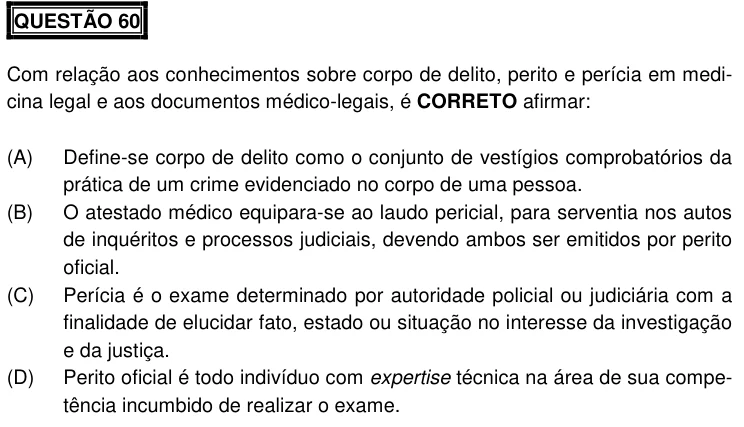 QUESTÃO 60
Com relação aos conhecimentos sobre corpo de delito, perito e perícia em medi-
cina legal e aos documentos médico-legais, é CORRETO afirmar:
(A) Define-se corpo de delito como o conjunto de vestígios comprobatórios da
prática de um crime evidenciado no corpo de uma pessoa.
(B) O atestado médico equipara-se ao laudo pericial, para serventia nos autos
de inquéritos e processos judiciais, devendo ambos ser emitidos por perito
oficial.
(C) Perícia é o exame determinado por autoridade policial ou judiciária com a
finalidade de elucidar fato, estado ou situação no interesse da investigação
e da justiça.
(D) Perito oficial é todo indivíduo com expertise técnica na área de sua compe-
tência incumbido de realizar o exame.